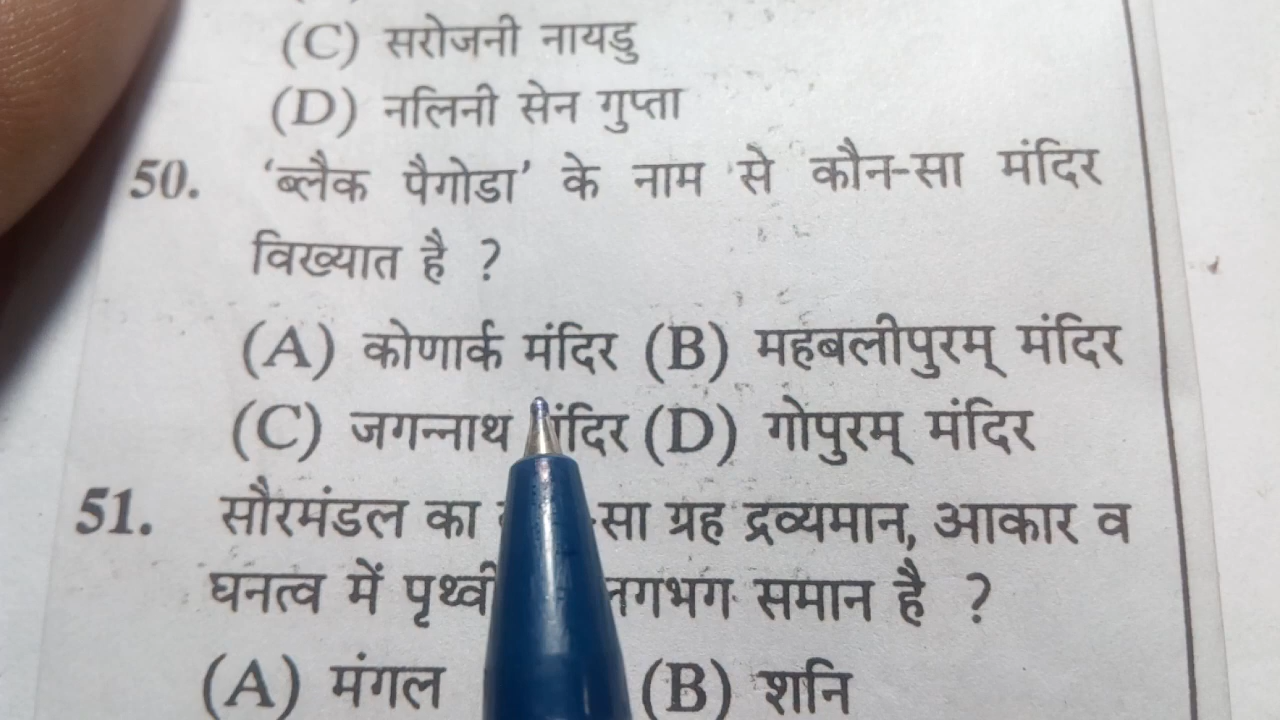 (C) सरोजनी नायडु
(D) नलिनी सेन गुप्ता
50. 'ब्लैक पैगोडा' के नाम से कौन-सा मंदिर
विख्यात है ?
(A) कोणार्क मंदिर (B) महबलीपुरम् मंदिर
(C) जगन्नाथ (D) गोपुरम् मंदिर
51. सौरमंडल का सा ग्रह द्रव्यमान, आकार व
घनत्व में पृथ्वी समान है ?
(A) मंगल (B) शनि